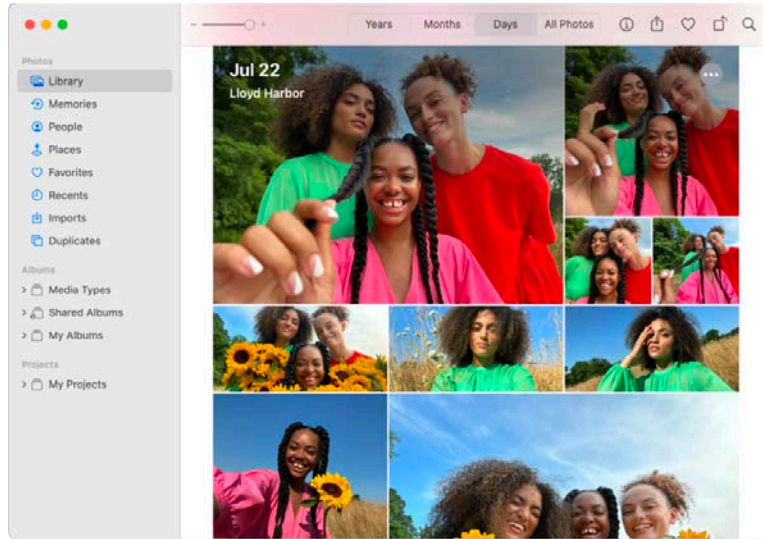 Years Months Days All Photos
Photos
Library
Memories
People
Places
Favorites
Recents
Imports
Duplicates
Albums
Media Types
Shared Albums
My Albums
Projects
My Projects
Jul 22
Lloyd Harbor